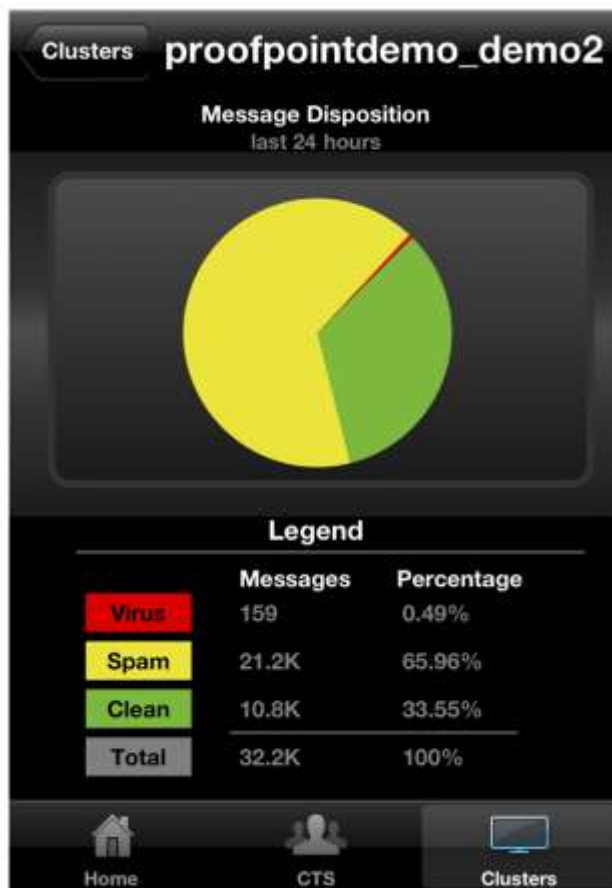 Clusters proofpointdemo_demo2
Message Disposition
last 24 hours
Legend
Messages Percentage
Virus 159 0.49%
Spam 21.2K 65.96%
Clean 10.8K 33.55%
Total 32.2K 100%
Home CTS Clusters